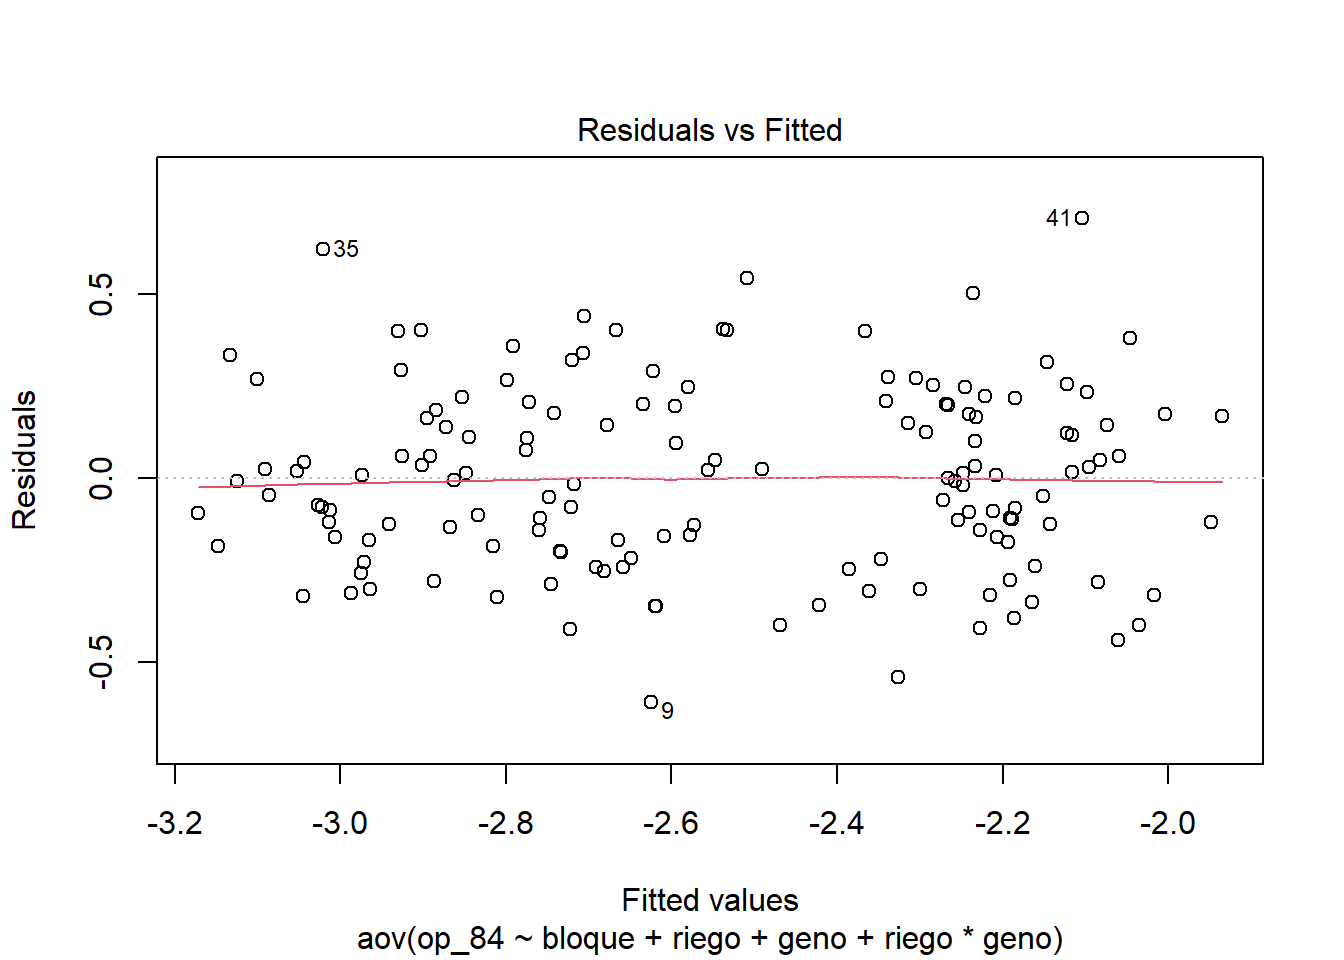 Residuals vs Fitted
Residuals
0.5
0.0
-0.5
35
41
9
-3.2 -3.0 -2.8 -2.6 -2.4 -2.2 -2.0
Fitted values
aov(op_84 ~ bloque + riego + geno + riego * geno)